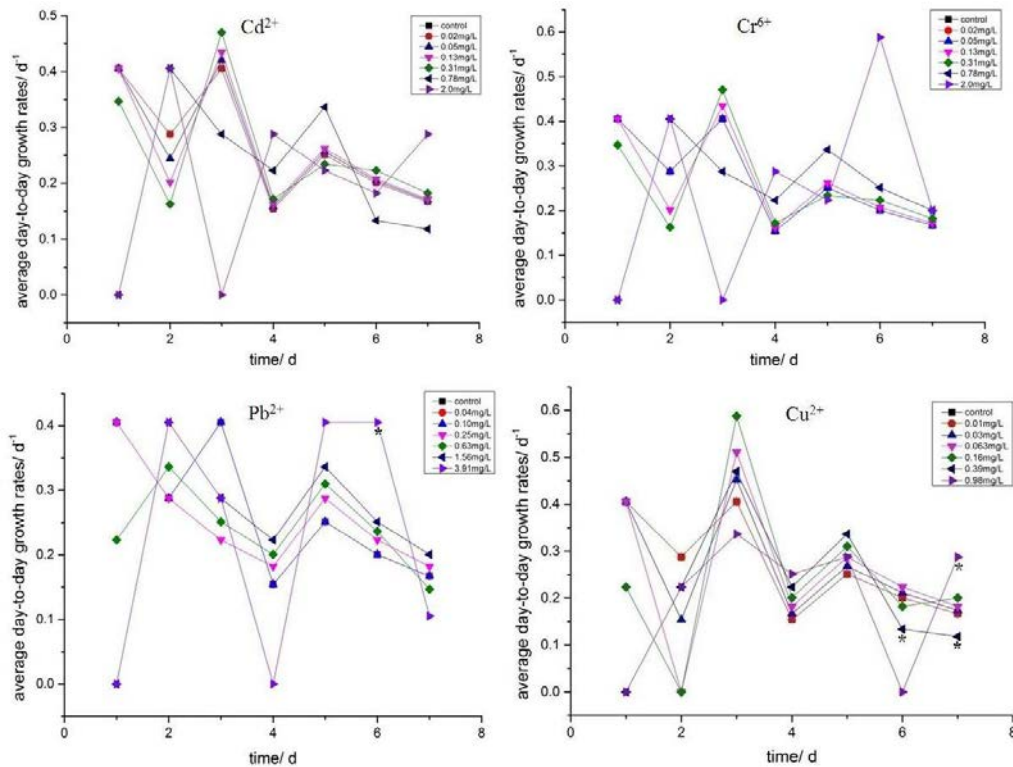 Cd2+
control
0.02mg/L
0.05mg/L
0.13mg/L
0.31mg/L
0.78mg/L
2.0mg/L
average day-to-day growth rates/ d-1
0.5
0.4
0.3
0.2
0.1
0.0
0 2 4 6 8
time/ d
Cr6+
control
0.02mg/L
0.05mg/L
0.13mg/L
0.31mg/L
0.78mg/L
2.0mg/L
average day-to-day growth rates/ d-1
0.6
0.5
0.4
0.3
0.2
0.1
0.0
0 2 4 6 8
time/ d
Pb2+
control
0.04mg/L
0.10mg/L
0.25mg/L
0.63mg/L
1.56mg/L
3.91mg/L
average day-to-day growth rates/ d-1
0.4
0.3
0.2
0.1
0.0
*
0 2 4 6 8
time/ d
Cu2+
control
0.01mg/L
0.03mg/L
0.063mg/L
0.16mg/L
0.39mg/L
0.98mg/L
average day-to-day growth rates/ d-1
0.6
0.5
0.4
0.3
0.2
0.1
0.0
*
* *
0 2 4 6 8
time/ d